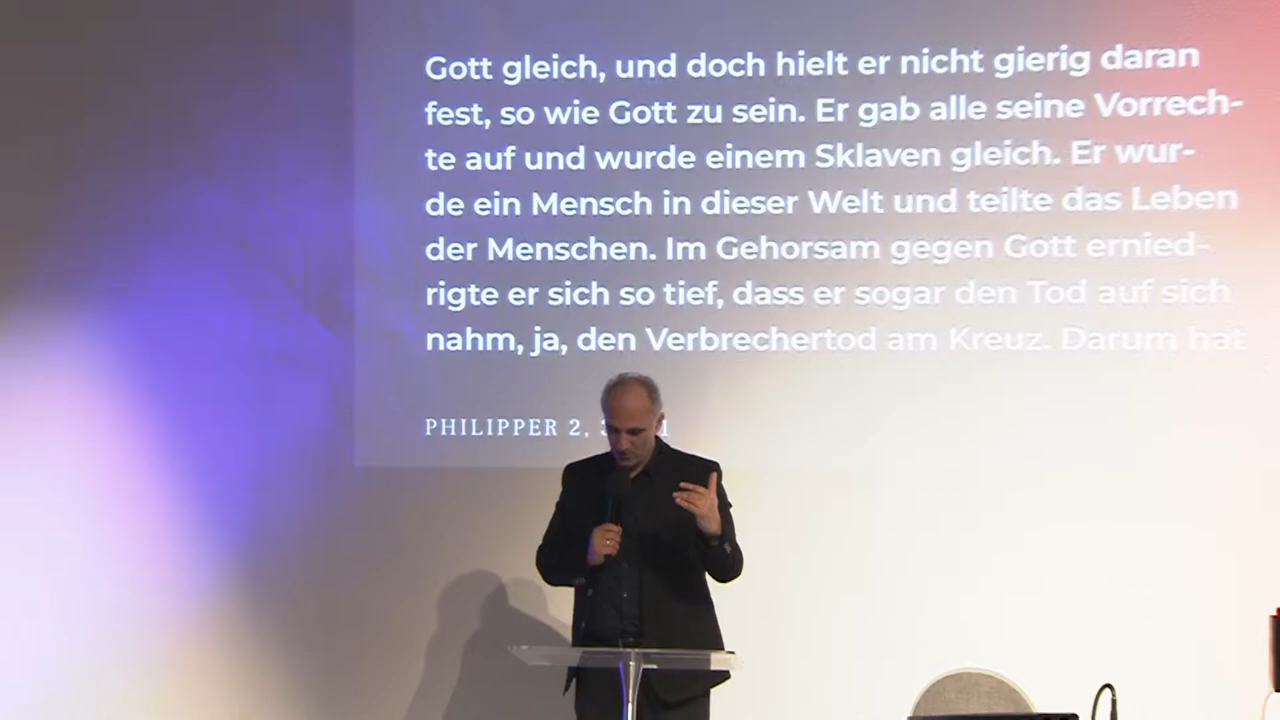 Gott gleich, und doch hielt er nicht gierig daran
fest, so wie Gott zu sein. Er gab alle seine Vorrech-
te auf und wurde einem Sklaven gleich. Er wur-
de ein Mensch in dieser Welt und teilte das Leben
der Menschen. Im Gehorsam gegen Gott ernied-
rigte er sich so tief, dass er sogar den Tod auf sich
nahm, ja, den Verbrechertod am Kreuz. Darum hat
PHILIPPER 2,